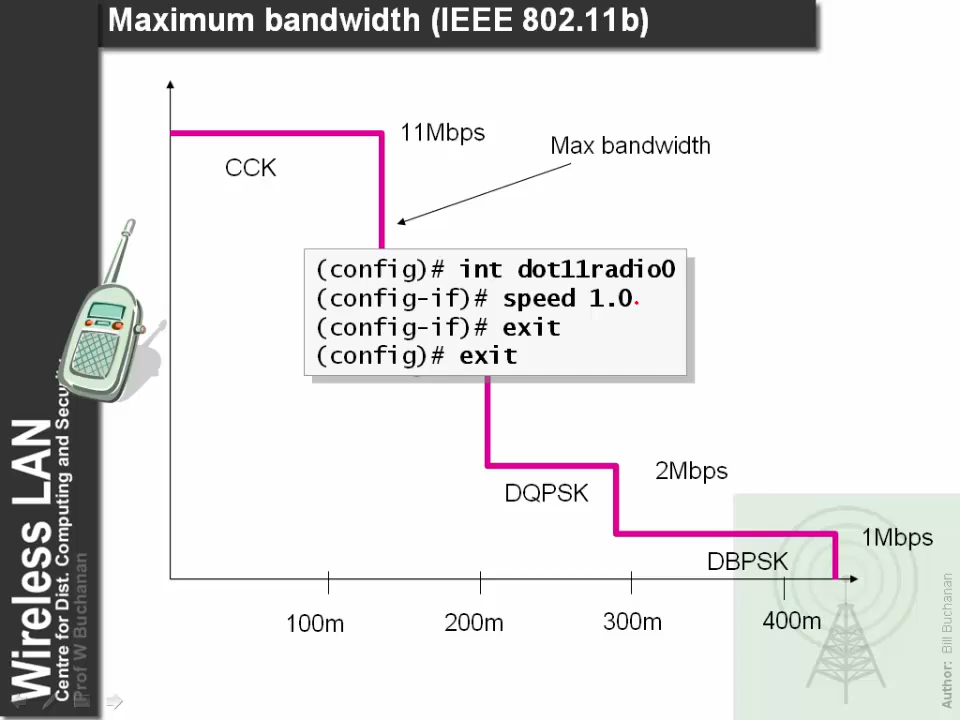 Maximum bandwidth (IEEE 802.11b)
11Mbps
Max bandwidth
CCK
(config)# int dot11radio0
(config-if)# speed 1.0
(config-if)# exit
(config)# exit
2Mbps
DQPSK
1Mbps
DBPSK
100m
200m
300m
400m
Wireless LAN
Centre for Dist. Computing and Security
Prof W Buchanan
Author: Bill Buchanan